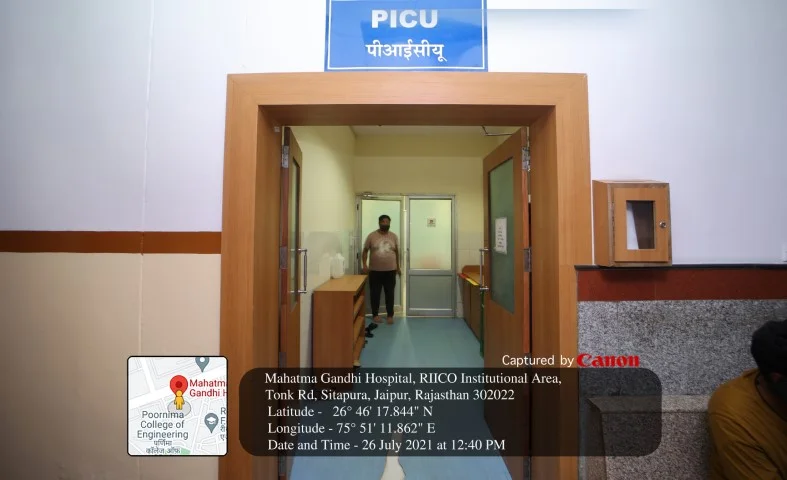 PICU
पीआईसीयू
Captured by Canon
Mahatma Gandhi Hospital, RIICO Institutional Area,
Tonk Rd, Sitapura, Jaipur, Rajasthan 302022
Latitude - 26° 46' 17.844" N
Longitude - 75° 51' 11.862" E
Date and Time - 26 July 2021 at 12:40 PM
Mahatma
Gandhi H
Poornima
College of
Engineering
पूर्णिमा
कॉलेज ऑफ़